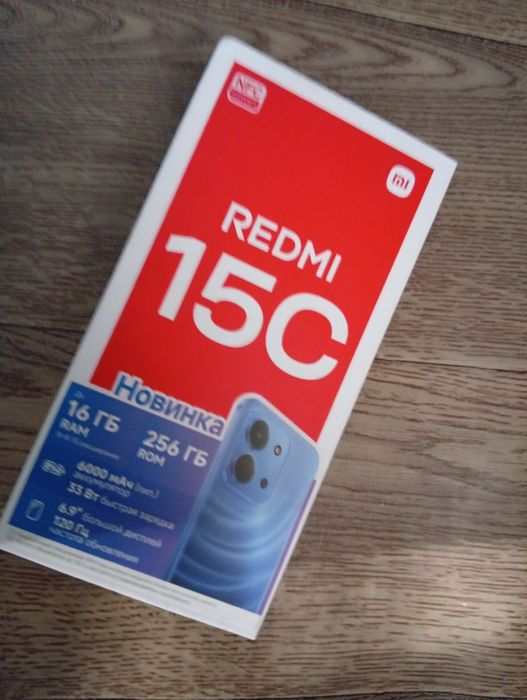 NFC
mi
REDMI
15C
Новинка
16 ГБ
RAM
256 ГБ
ROM
6000 мАч (тип.)
аккумулятор
33 Вт быстрая зарядка
6.9" большой дисплей
120 Гц
частота обновления